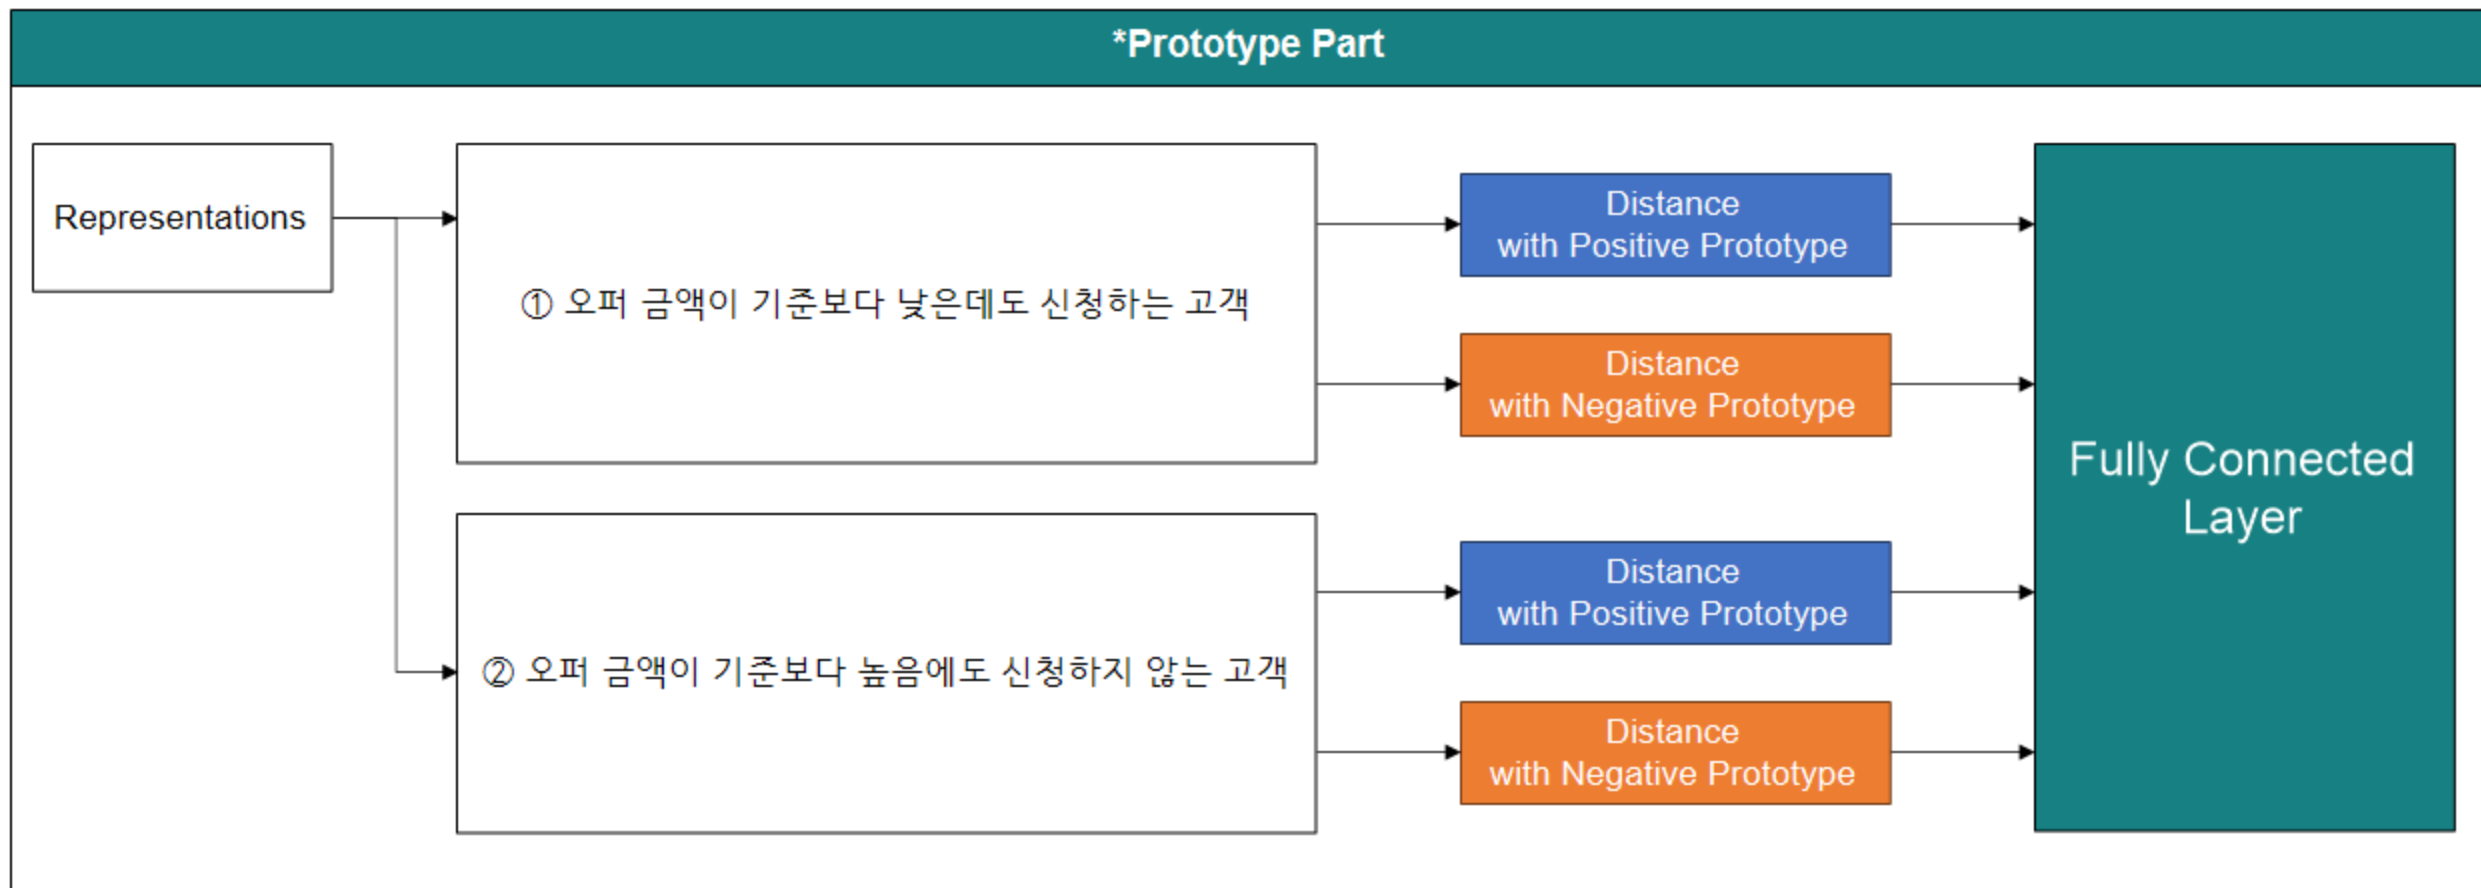 *Prototype Part
Representations
① 오퍼 금액이 기준보다 낮은데도 신청하는 고객
Distance
with Positive Prototype
Distance
with Negative Prototype
② 오퍼 금액이 기준보다 높음에도 신청하지 않는 고객
Distance
with Positive Prototype
Distance
with Negative Prototype
Fully Connected
Layer